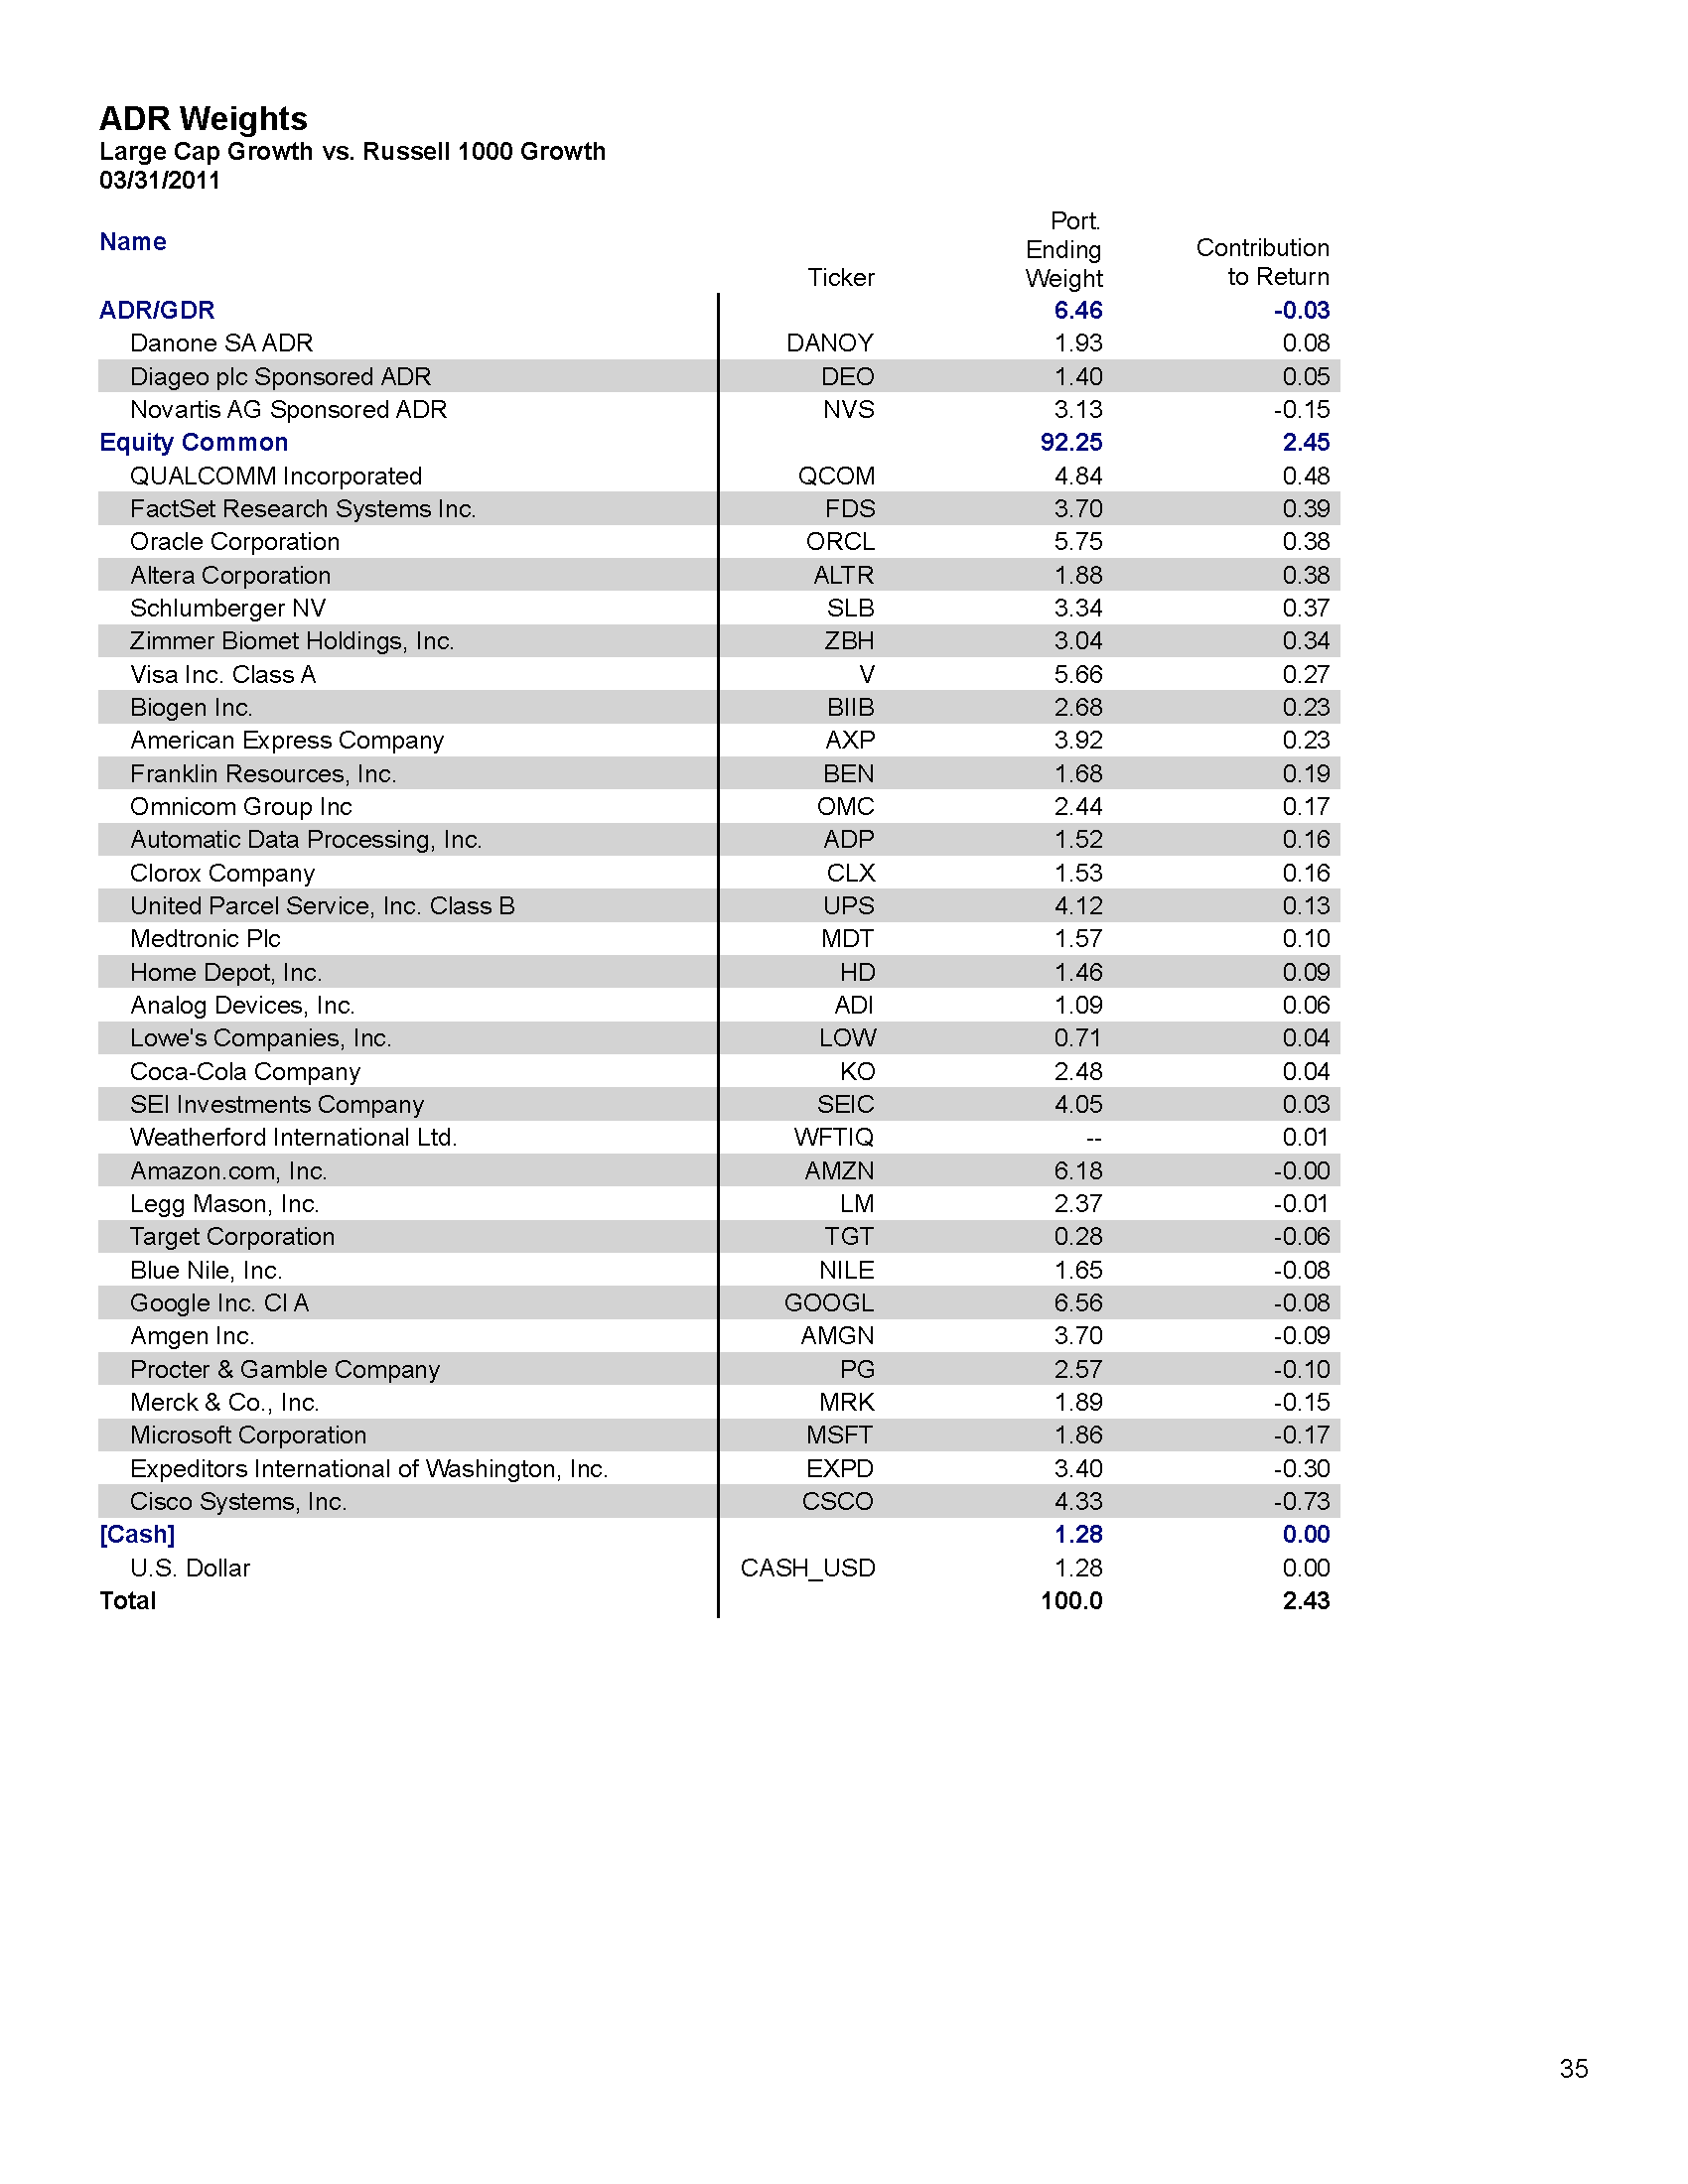 ADR Weights
Large Cap Growth vs. Russell 1000 Growth
03/31/2011
Name Ticker Port. Ending Weight Contribution to Return
ADR/GDR 6.46 -0.03
Danone SA ADR DANOY 1.93 0.08
Diageo plc Sponsored ADR DEO 1.40 0.05
Novartis AG Sponsored ADR NVS 3.13 -0.15
Equity Common 92.25 2.45
QUALCOMM Incorporated QCOM 4.84 0.48
FactSet Research Systems Inc. FDS 3.70 0.39
Oracle Corporation ORCL 5.75 0.38
Altera Corporation ALTR 1.88 0.38
Schlumberger NV SLB 3.34 0.37
Zimmer Biomet Holdings, Inc. ZBH 3.04 0.34
Visa Inc. Class A V 5.66 0.27
Biogen Inc. BIIB 2.68 0.23
American Express Company AXP 3.92 0.23
Franklin Resources, Inc. BEN 1.68 0.19
Omnicom Group Inc OMC 2.44 0.17
Automatic Data Processing, Inc. ADP 1.52 0.16
Clorox Company CLX 1.53 0.16
United Parcel Service, Inc. Class B UPS 4.12 0.13
Medtronic Plc MDT 1.57 0.10
Home Depot, Inc. HD 1.46 0.09
Analog Devices, Inc. ADI 1.09 0.06
Lowe's Companies, Inc. LOW 0.71 0.04
Coca-Cola Company KO 2.48 0.04
SEI Investments Company SEIC 4.05 0.03
Weatherford International Ltd. WFTIQ -- 0.01
Amazon.com, Inc. AMZN 6.18 -0.00
Legg Mason, Inc. LM 2.37 -0.01
Target Corporation TGT 0.28 -0.06
Blue Nile, Inc. NILE 1.65 -0.08
Google Inc. Cl A GOOGL 6.56 -0.08
Amgen Inc. AMGN 3.70 -0.09
Procter & Gamble Company PG 2.57 -0.10
Merck & Co., Inc. MRK 1.89 -0.15
Microsoft Corporation MSFT 1.86 -0.17
Expeditors International of Washington, Inc. EXPD 3.40 -0.30
Cisco Systems, Inc. CSCO 4.33 -0.73
[Cash] 1.28 0.00
U.S. Dollar CASH_USD 1.28 0.00
Total 100.0 2.43
35